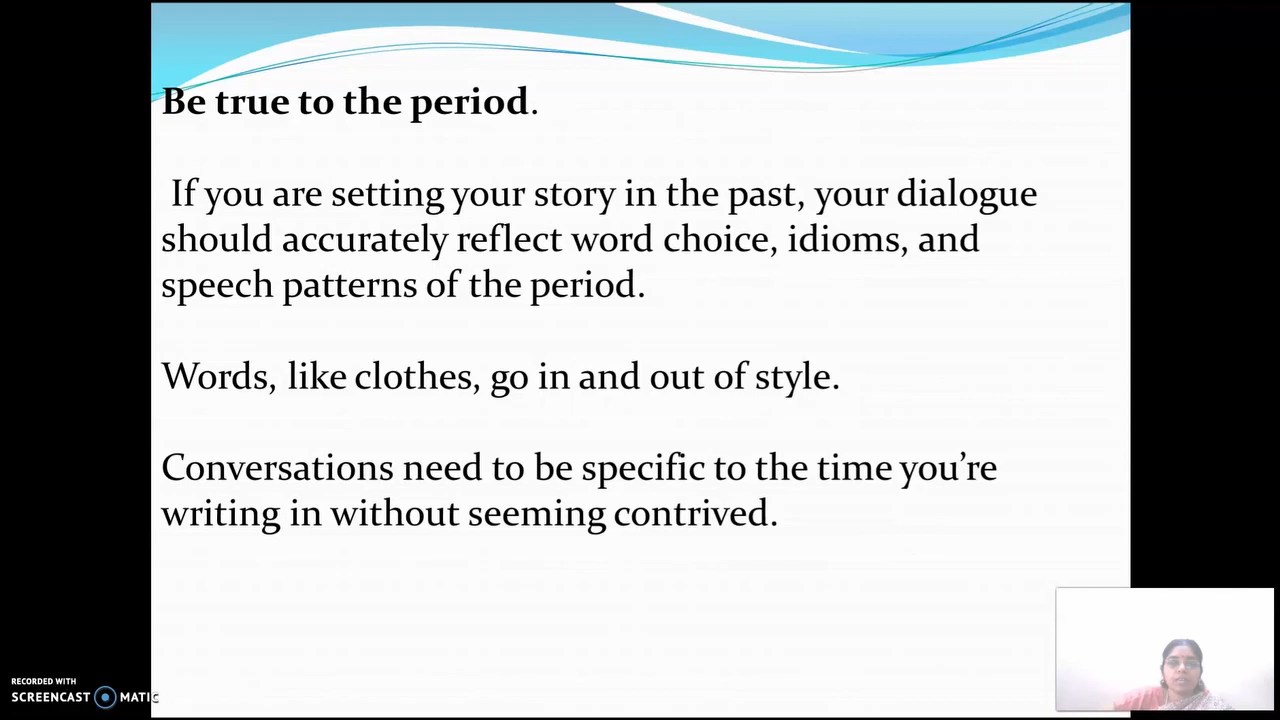 Be true to the period.
If you are setting your story in the past, your dialogue
should accurately reflect word choice, idioms, and
speech patterns of the period.
Words, like clothes, go in and out of style.
Conversations need to be specific to the time you’re
writing in without seeming contrived.
RECORDED WITH
SCREENCAST MATIC